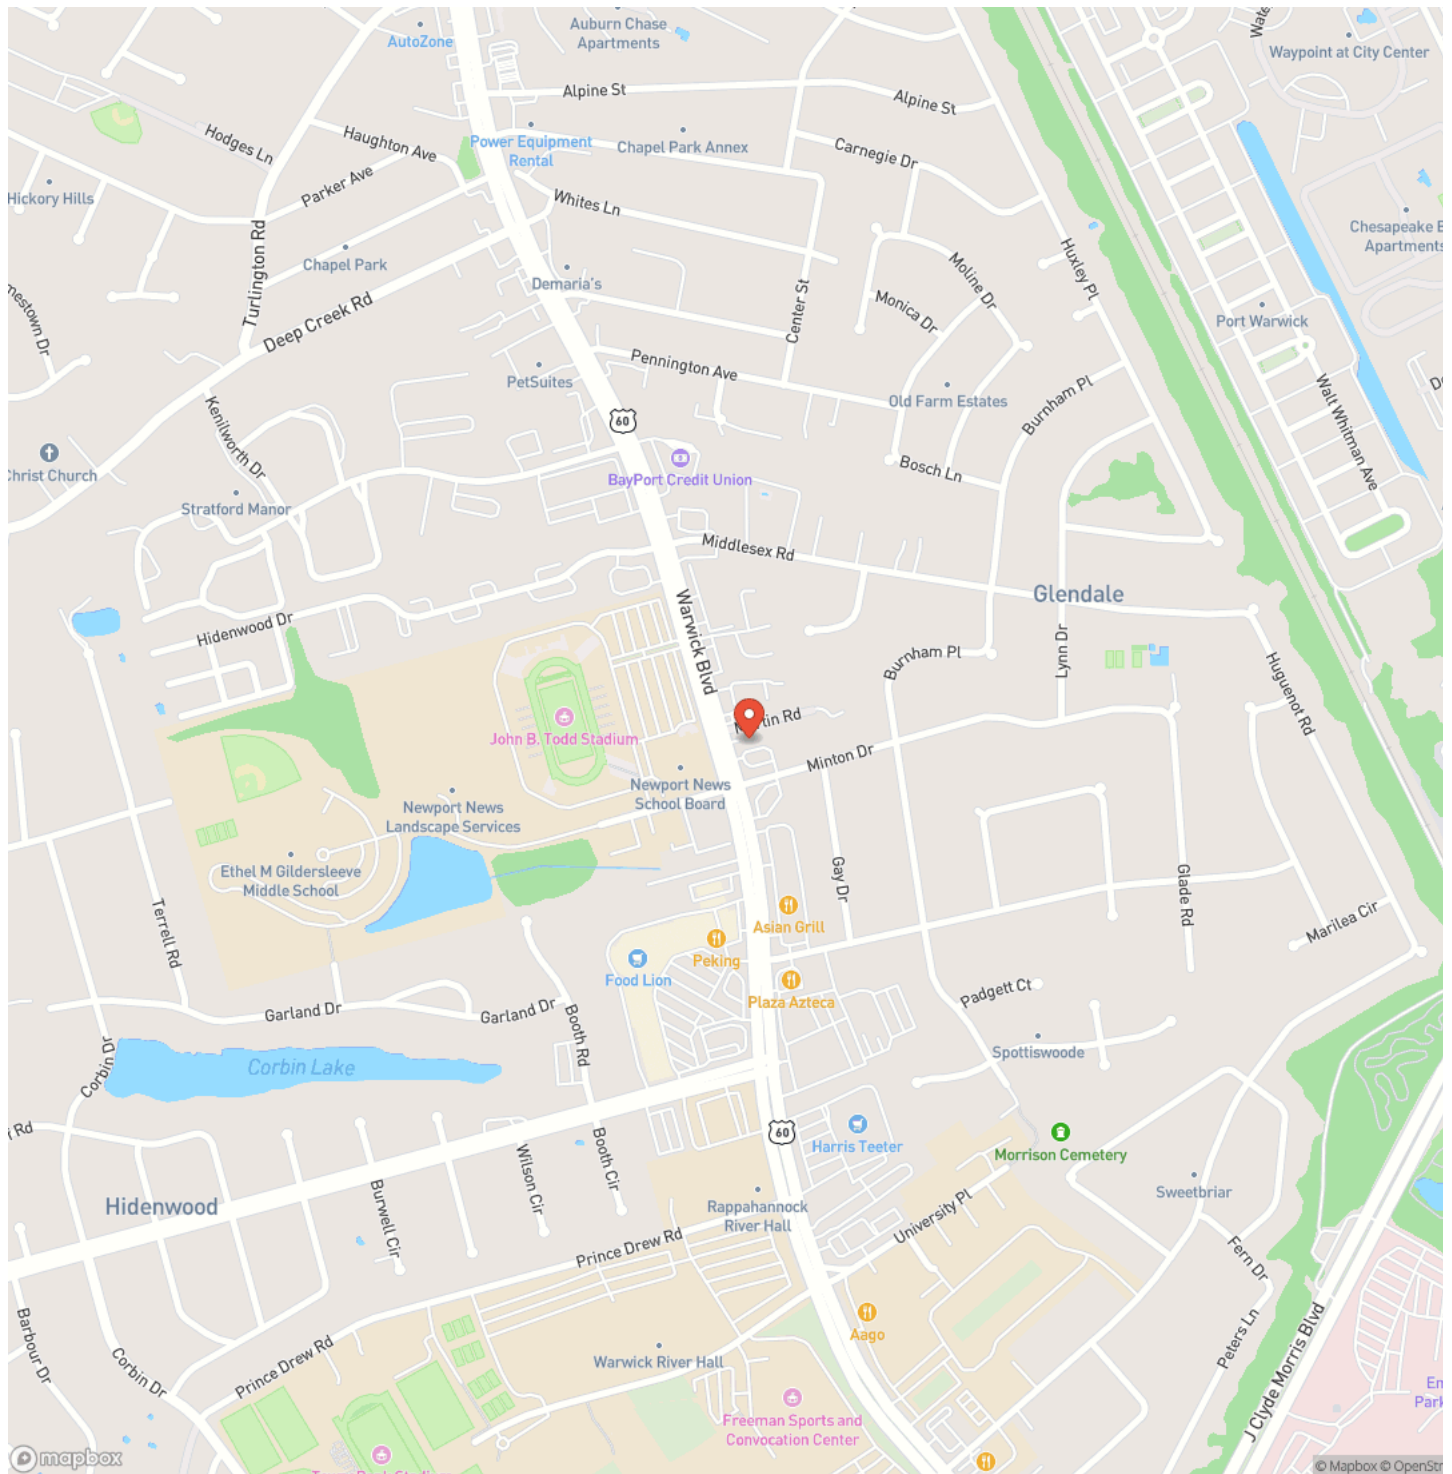 Auburn Chase
Apartments
AutoZone
Waypoint at City Center
Alpine St
Alpine St
Hodges Ln
Haughton Ave
Power Equipment
Rental
Chapel Park Annex
Carnegie Dr
Hickory Hills
Parker Ave
Whites Ln
Chesapeake B
Apartments
Turlington Rd
Chapel Park
Demaria's
Center St
Moline Dr
Huxley Pl
Deep Creek Rd
Monica Dr
Port Warwick
PetSuites
Pennington Ave
Old Farm Estates
Burnham Pl
Walt Whitman Ave
Kenilworth Dr
60
Christ Church
Stratford Manor
BayPort Credit Union
Bosch Ln
Middlesex Rd
Glendale
Hidenwood Dr
Warwick Blvd
Burnham Pl
Lynn Dr
Huguenot Rd
John B. Todd Stadium
Minton Dr
Newport News
School Board
Newport News
Landscape Services
Ethel M Gildersleeve
Middle School
Gay Dr
Glade Rd
Terrell Rd
Asian Grill
Marilea Cir
Peking
Food Lion
Plaza Azteca
Padgett Ct
Garland Dr
Garland Dr
Booth Rd
Spottiswoode
Corbin Dr
Corbin Lake
60
Harris Teeter
Morrison Cemetery
Wilson Cir
Booth Cir
Burwell Cir
Hidenwood
Rappahannock
River Hall
Sweetbriar
University Pl
Prince Drew Rd
Fern Dr
Aago
Peters Ln
J Clyde Morris Blvd
Barbour Dr
Corbin Dr
Prince Drew Rd
Warwick River Hall
Freeman Sports and
Convocation Center
mapbox
© Mapbox © OpenStr